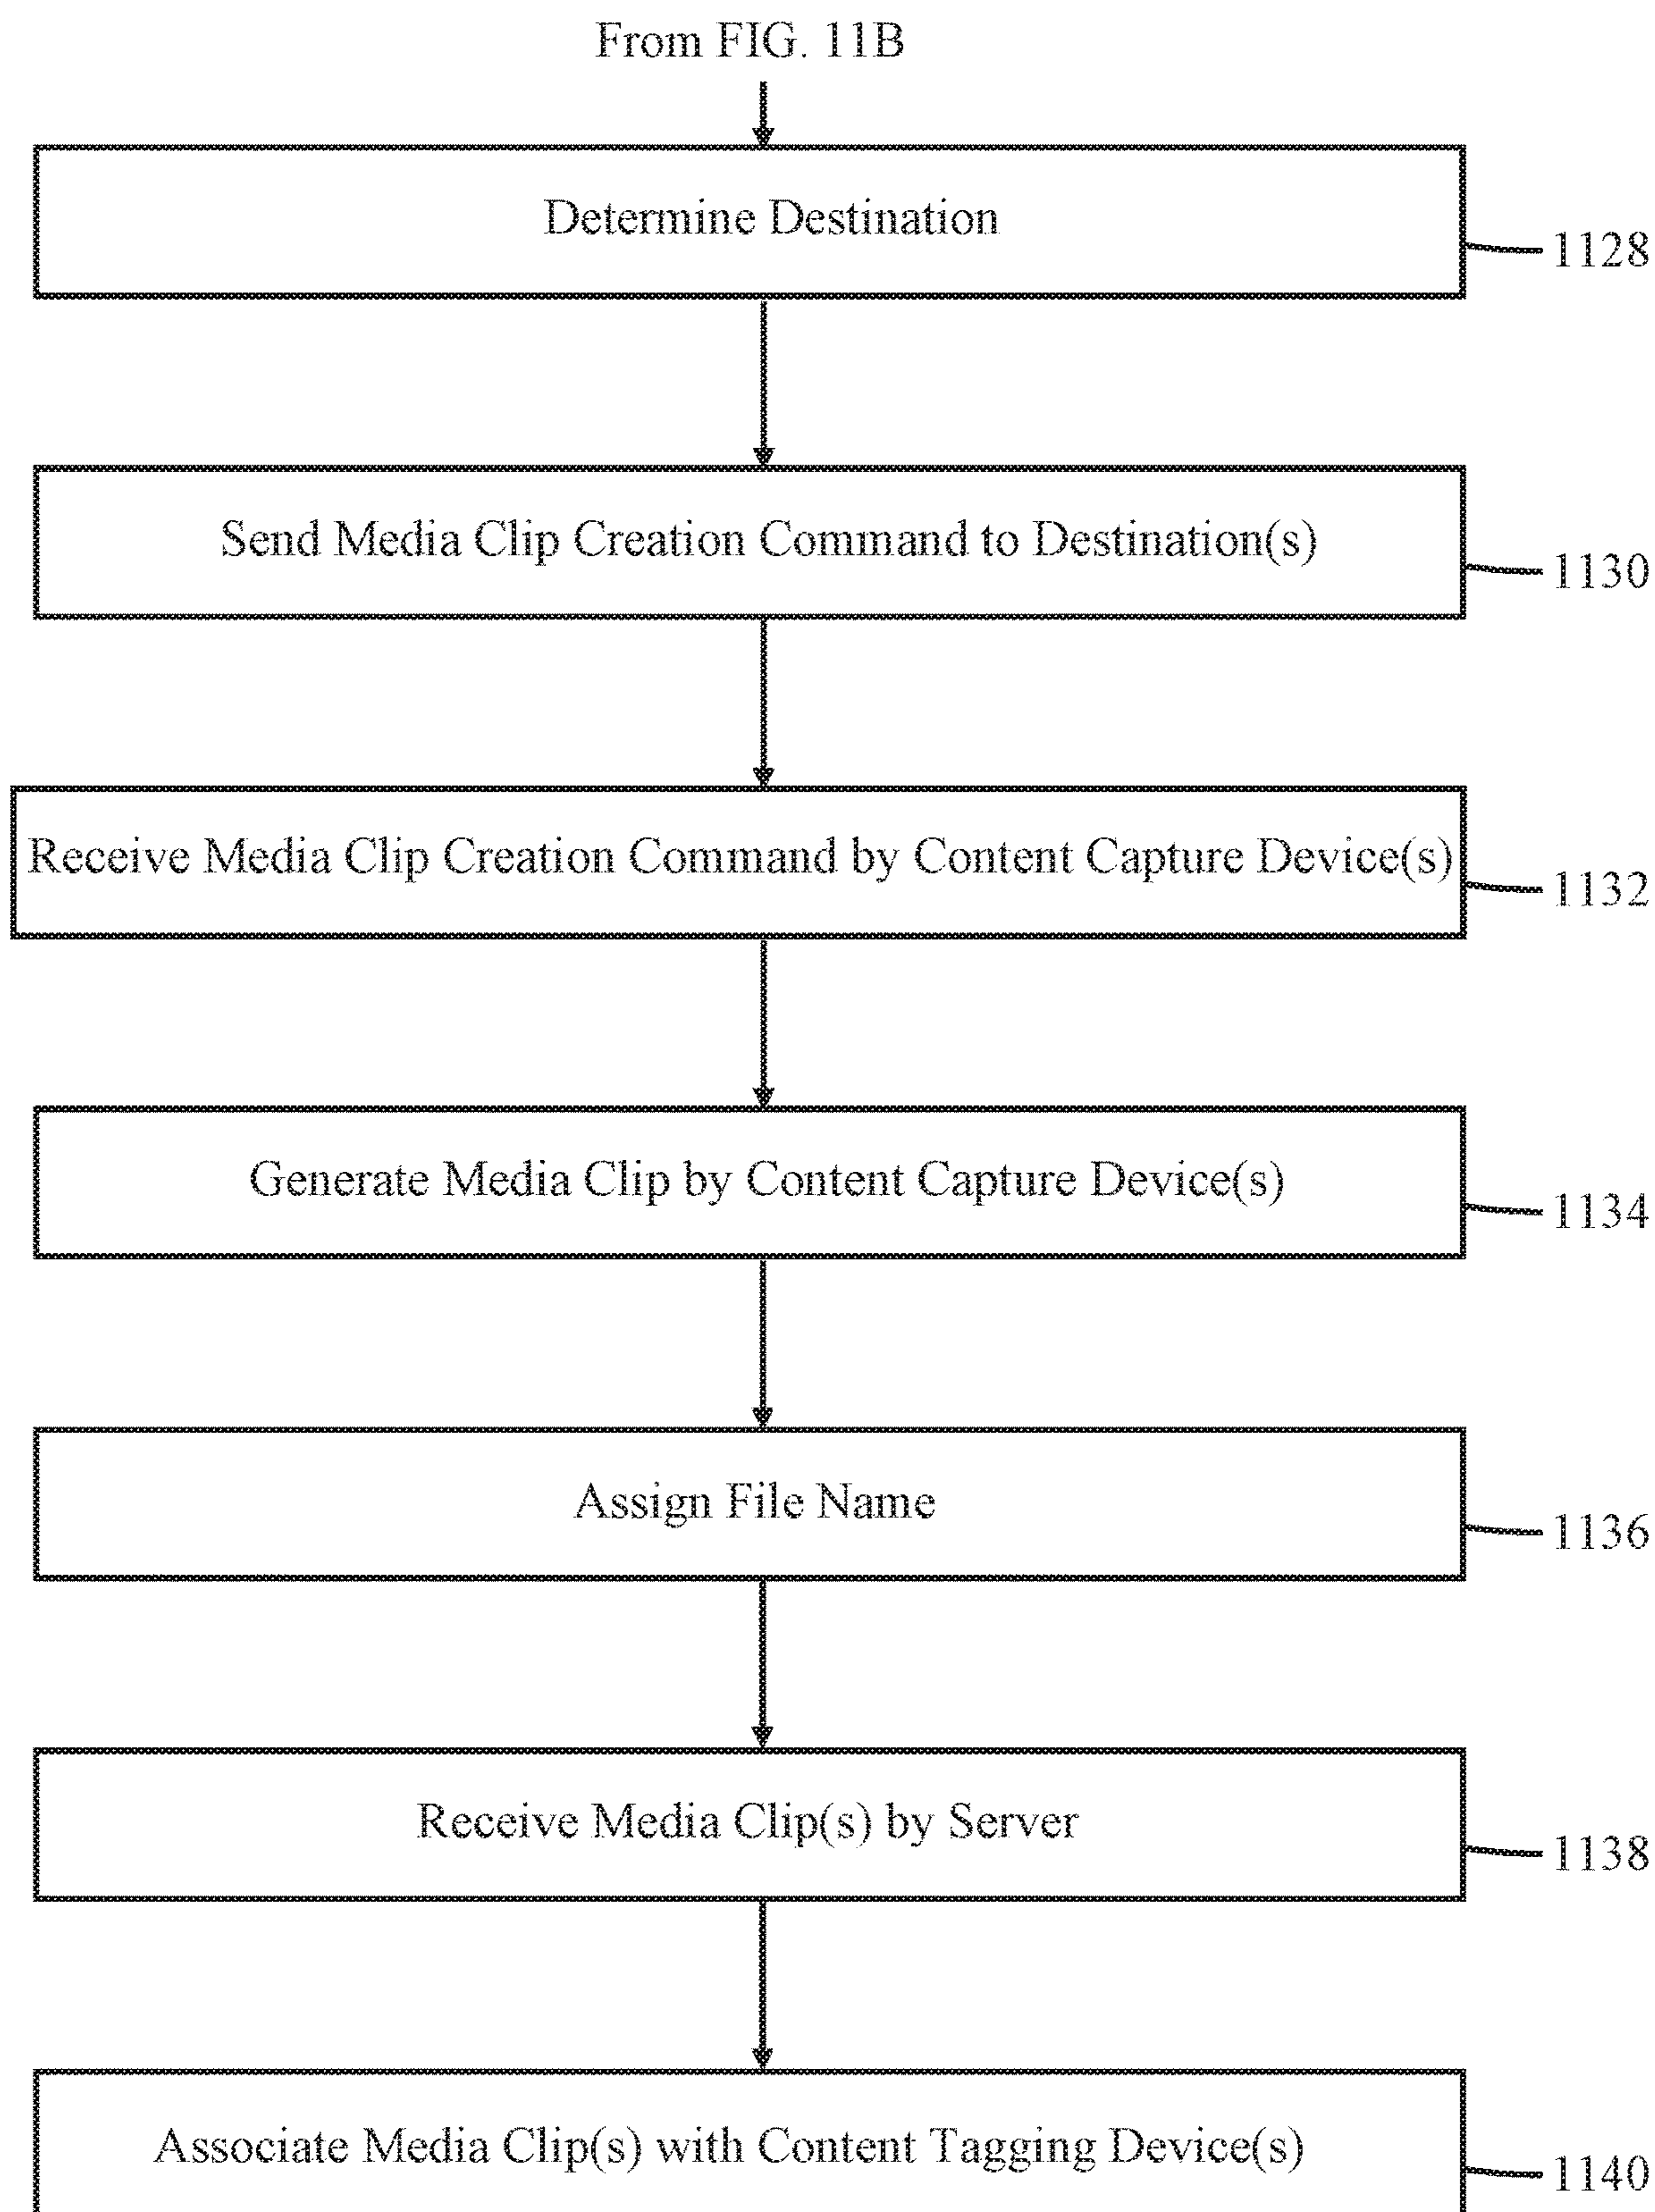 From FIG. 11B
Determine Destination
1128
Send Media Clip Creation Command to Destination(s)
1130
Receive Media Clip Creation Command by Content Capture Device(s)
1132
Generate Media Clip by Content Capture Device(s)
1134
Assign File Name
1136
Receive Media Clip(s) by Server
1138
Associate Media Clip(s) with Content Tagging Device(s)
1140